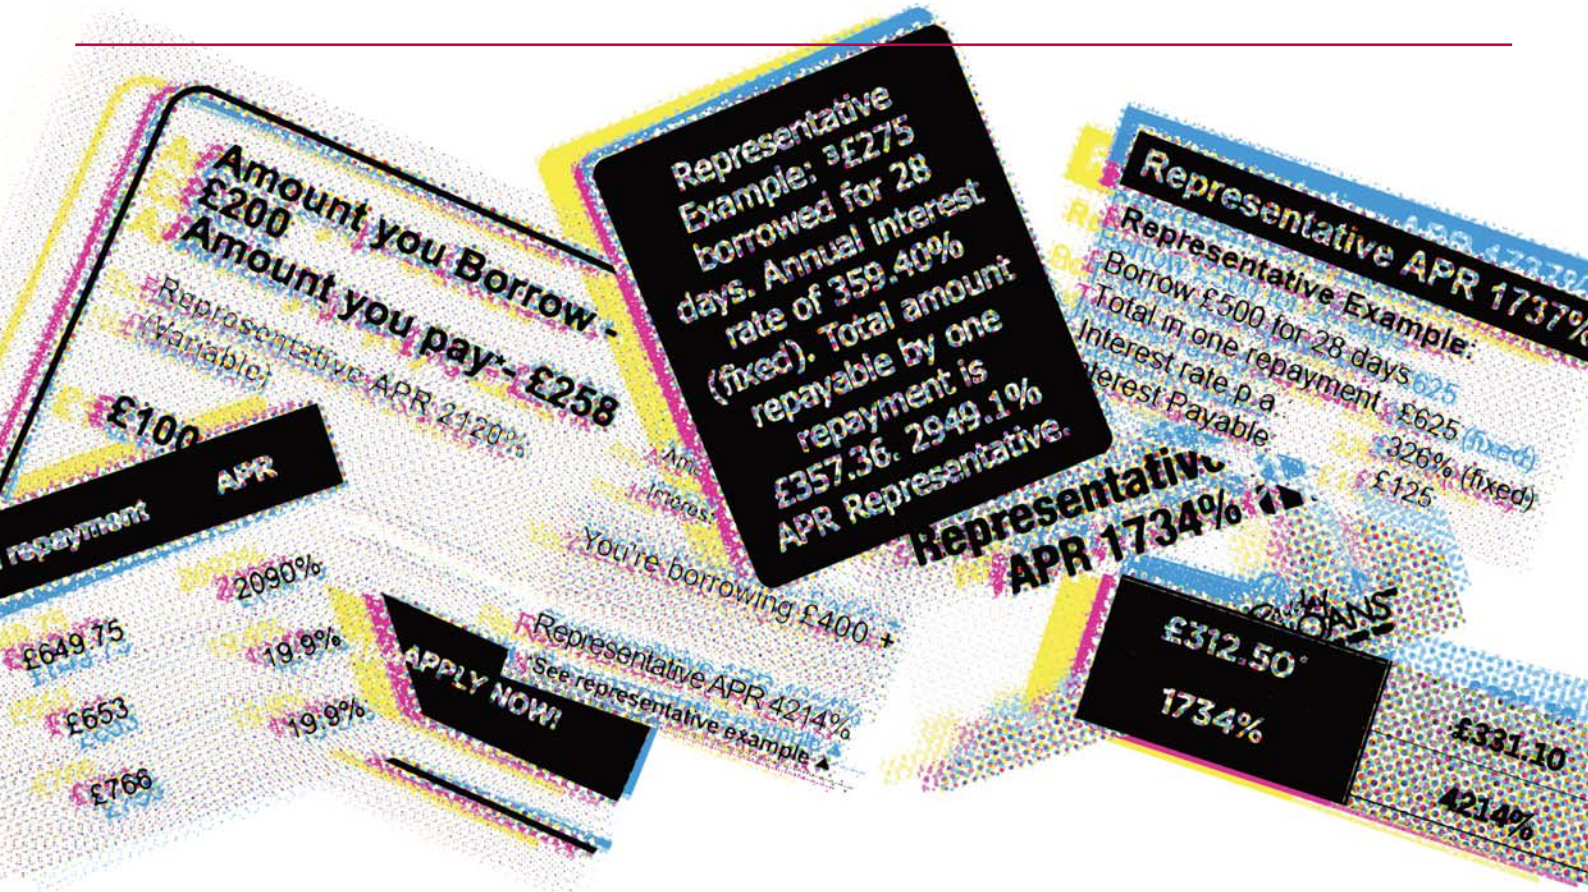 Amount you Borrow -
£200
Amount you pay*- £258
Representative APR 2120%
(Variable)
£100
repayment APR
2090%
£649.75
19.9%
£653
19.9%
£766
APPLY NOW!
Representative
Example: ³£275
borrowed for 28
days. Annual interest
rate of 359.40%
(fixed). Total amount
repayable by one
repayment is
£357.36. 2949.1%
APR Representative.
You're borrowing £400 +
Representative APR 4214%
*See representative example ▲
Representative APR 1737%
Representative Example:
Borrow £500 for 28 days
Total in one repayment £625
Interest rate p.a. 326% (fixed)
Interest Payable £125
Representative
APR 1734%
£312.50*
1734%
£331.10
4214%